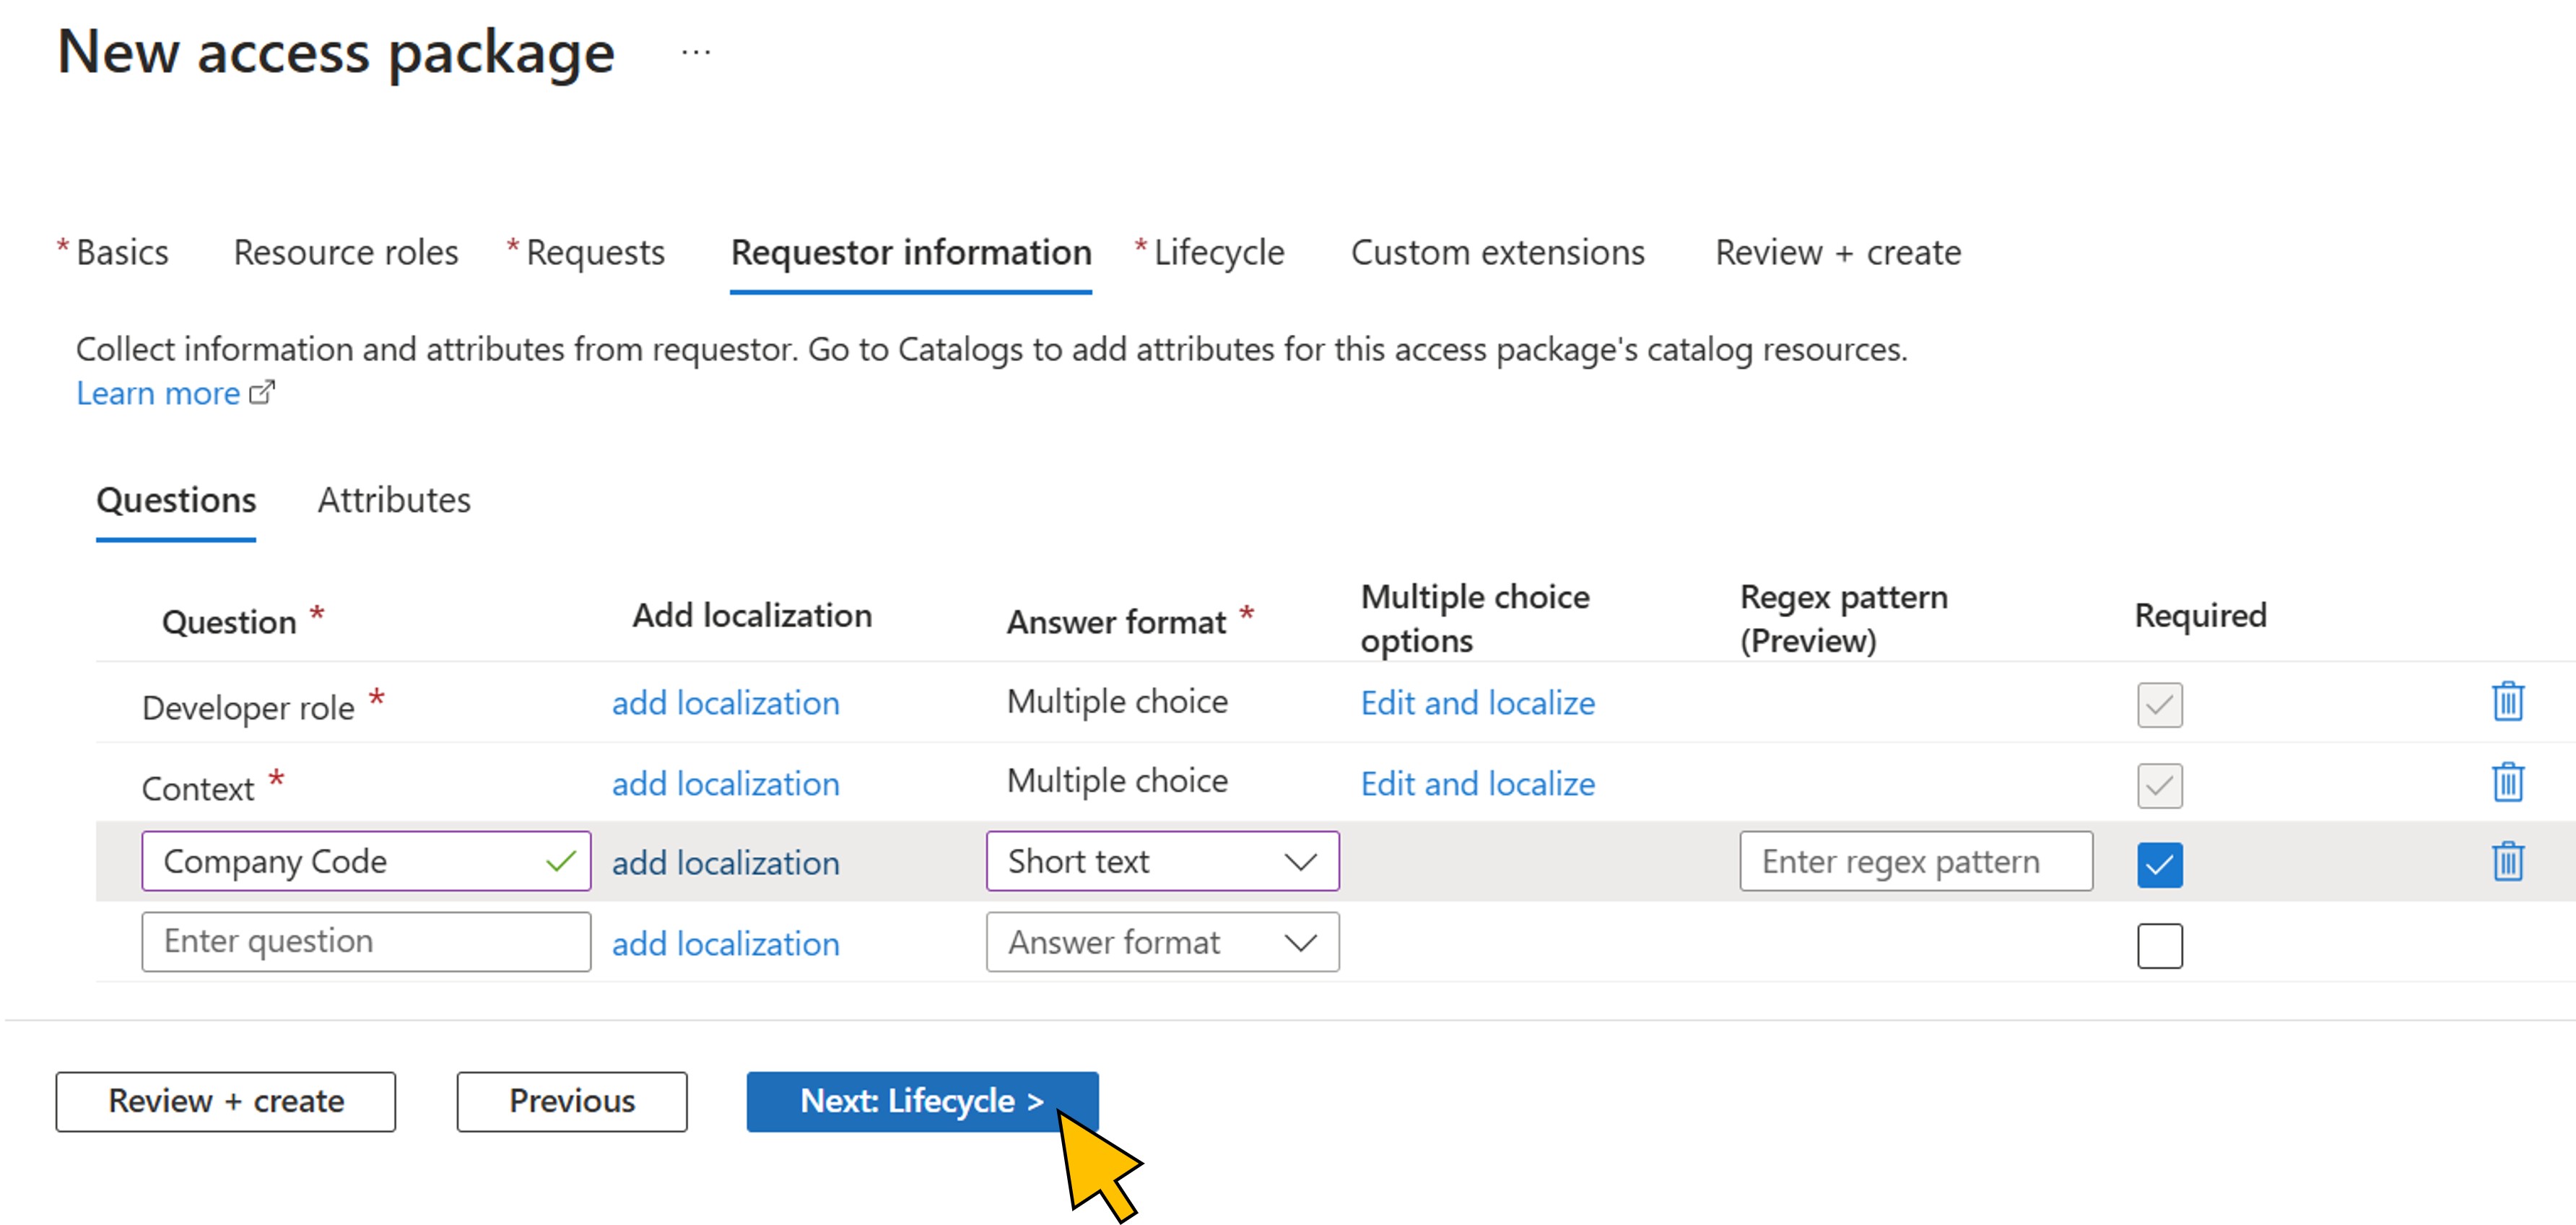 New access package ...
* Basics Resource roles * Requests Requestor information * Lifecycle Custom extensions Review + create
Collect information and attributes from requestor. Go to Catalogs to add attributes for this access package's catalog resources.
Learn more
Questions Attributes
Question * Add localization Answer format * Multiple choice options Regex pattern (Preview) Required
Developer role * add localization Multiple choice Edit and localize
Context * add localization Multiple choice Edit and localize
Company Code add localization Short text Enter regex pattern
Enter question add localization Answer format
Review + create Previous Next: Lifecycle >